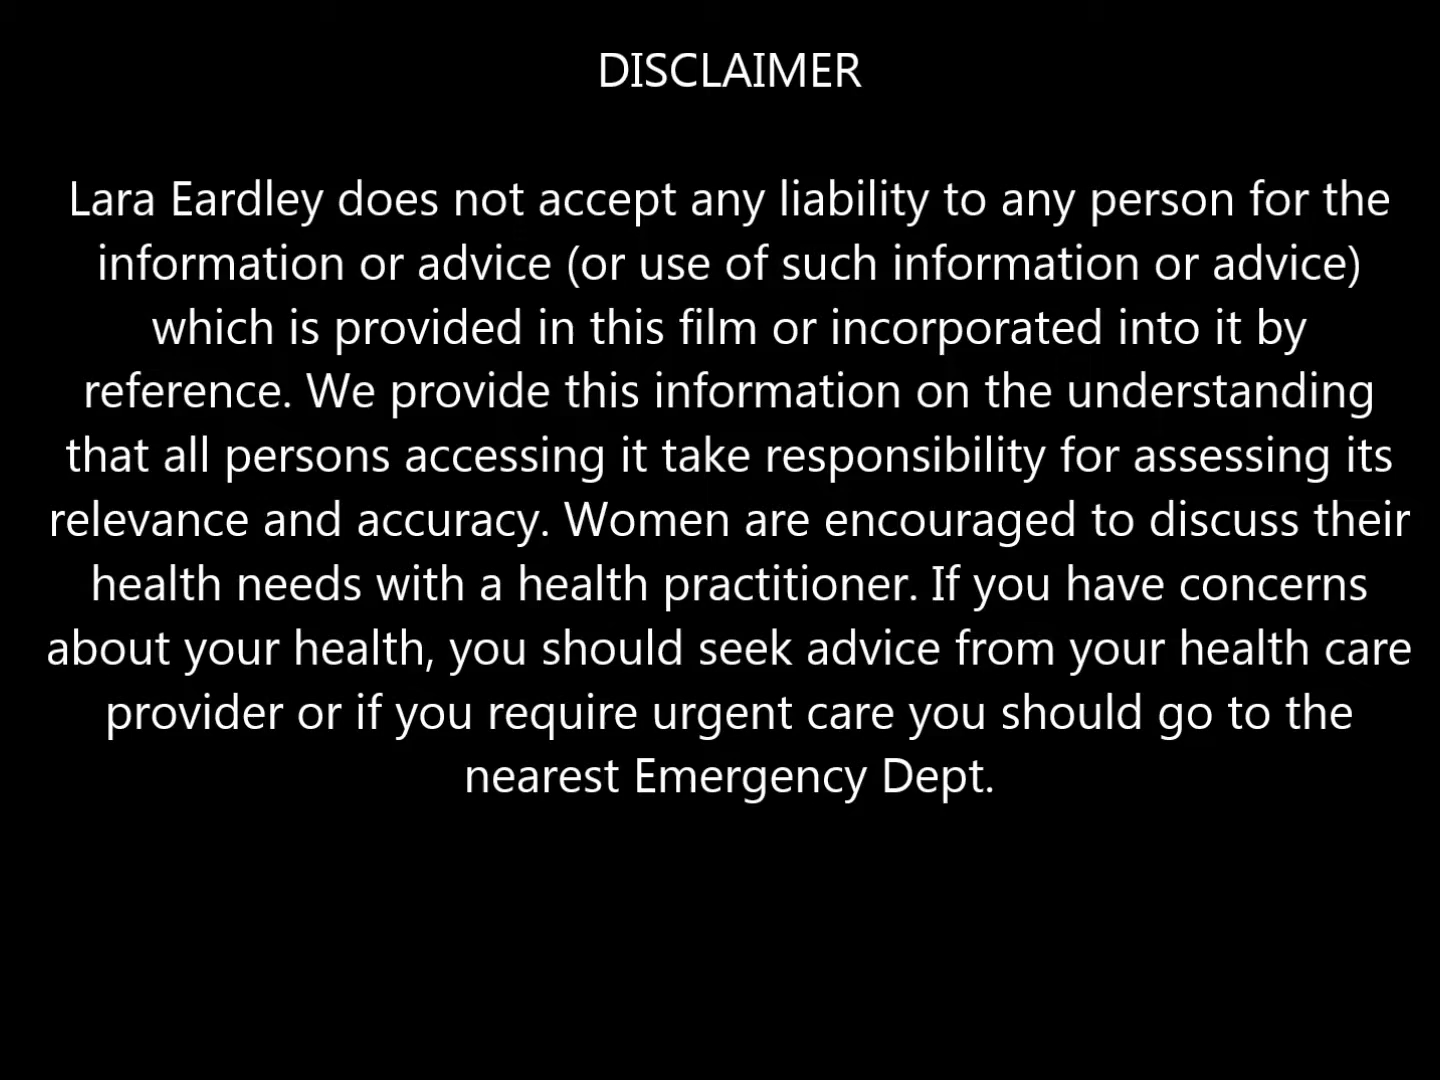 DISCLAIMER
Lara Eardley does not accept any liability to any person for the
information or advice (or use of such information or advice)
which is provided in this film or incorporated into it by
reference. We provide this information on the understanding
that all persons accessing it take responsibility for assessing its
relevance and accuracy. Women are encouraged to discuss their
health needs with a health practitioner. If you have concerns
about your health, you should seek advice from your health care
provider or if you require urgent care you should go to the
nearest Emergency Dept.